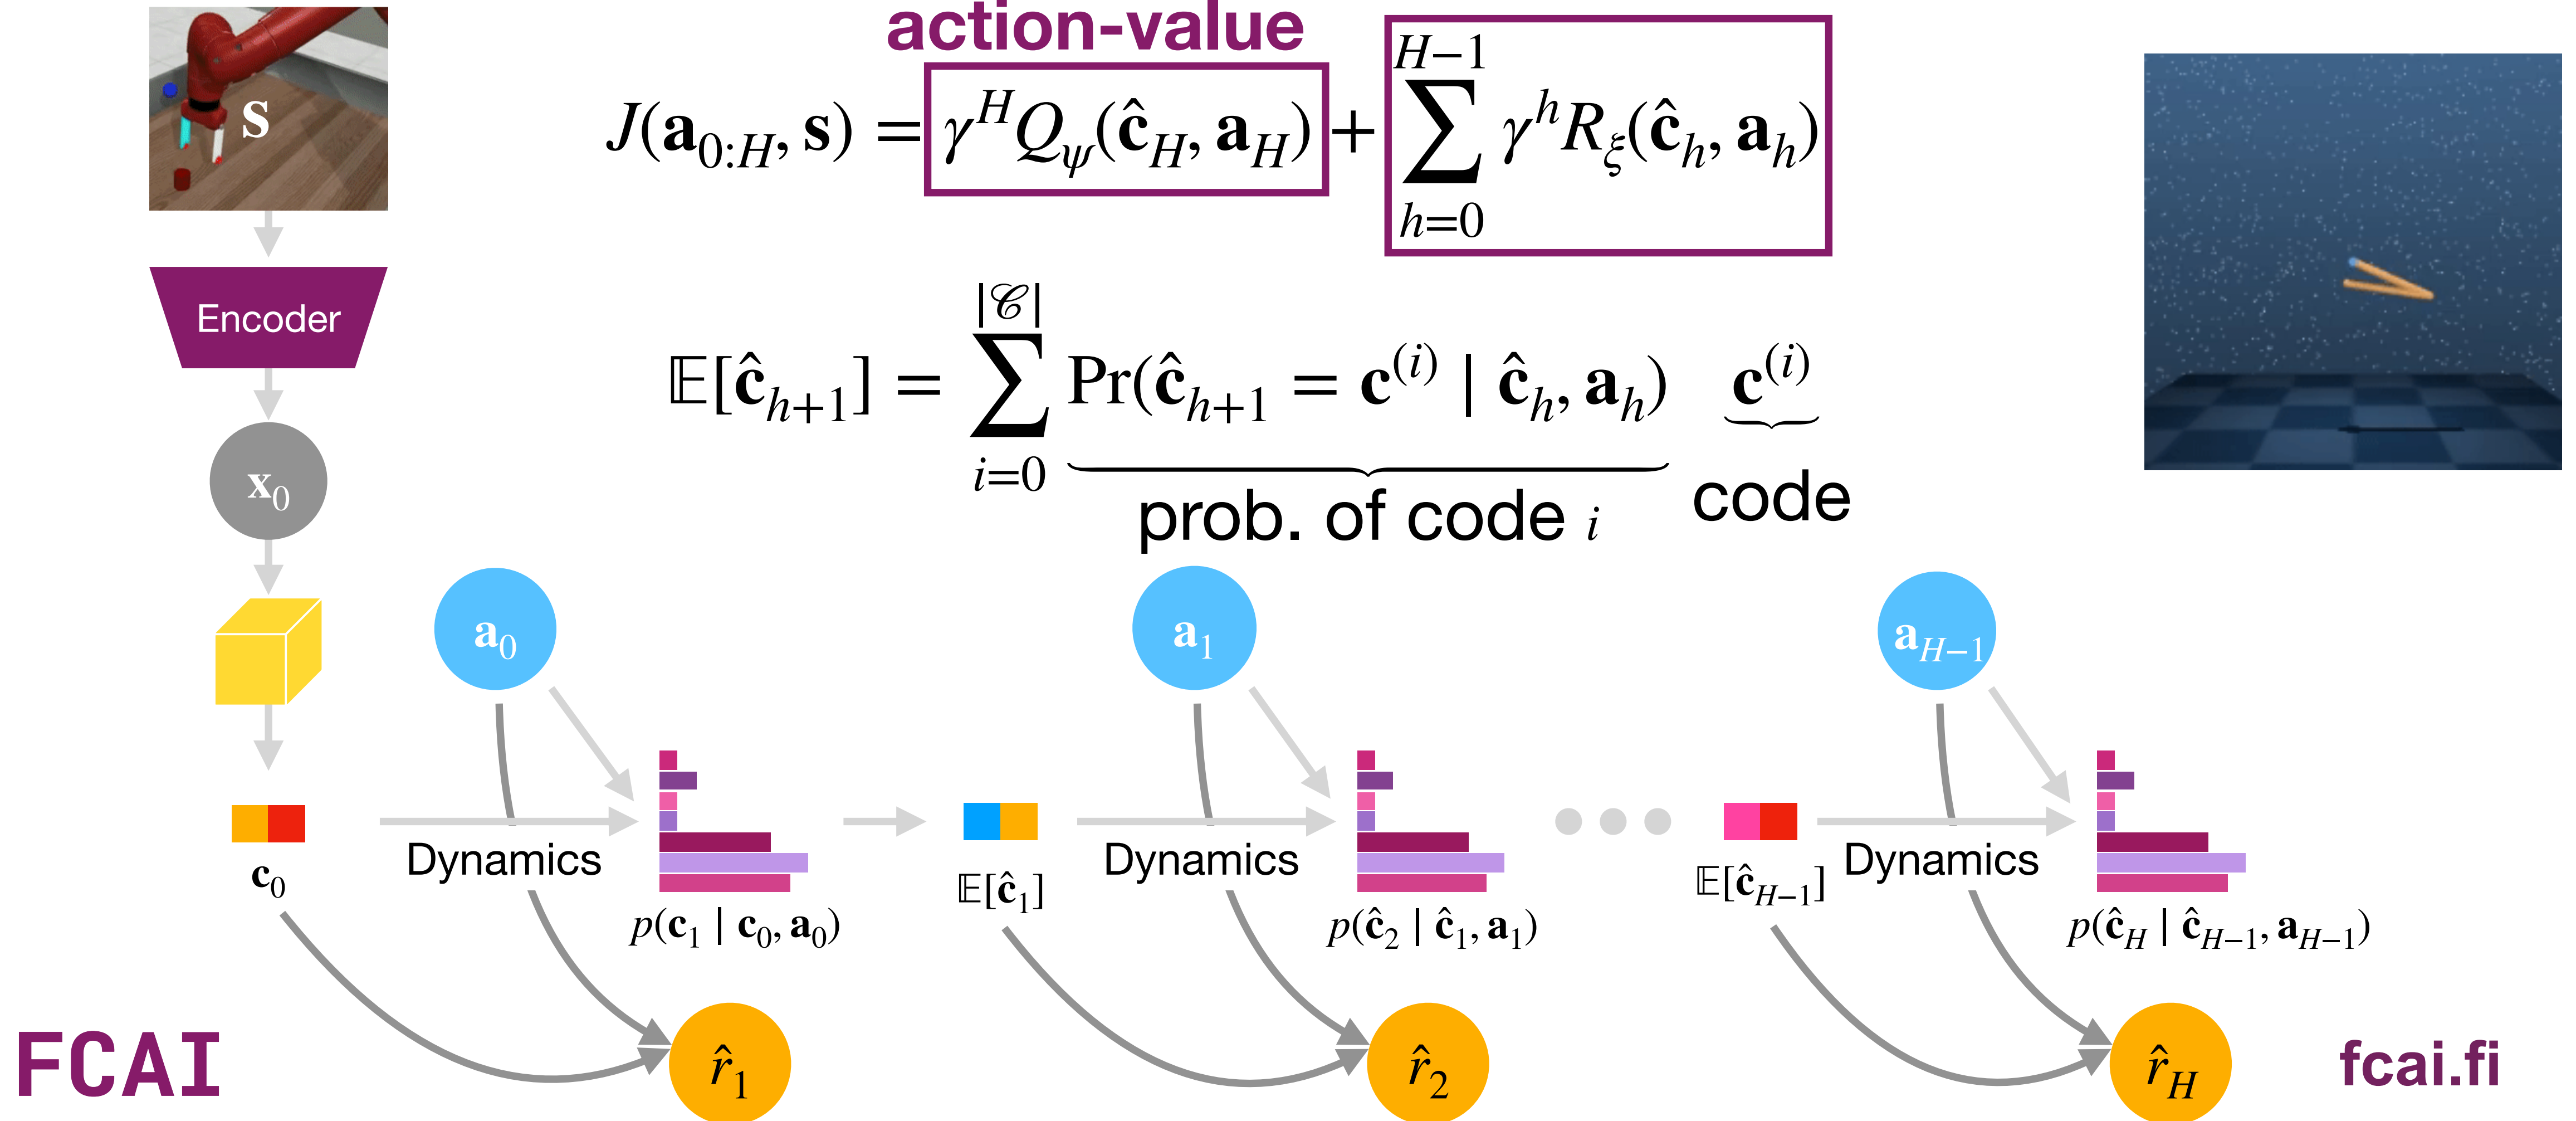 action-value
J(𝐚_{0:H}, 𝐬) = γ^H Q_ψ(𝐜̂_H, 𝐚_H) + ∑_{h=0}^{H−1} γ^h R_ξ(𝐜̂_h, 𝐚_h)
𝔼[𝐜̂_{h+1}] = ∑_{i=0}^{|𝒞|} Pr(𝐜̂_{h+1} = 𝐜^{(i)} | 𝐜̂_h, 𝐚_h) 𝐜^{(i)}
prob. of code i
code
s
Encoder
x_0
a_0
a_1
a_{H−1}
Dynamics
Dynamics
Dynamics
c_0
𝔼[ĉ_1]
𝔼[ĉ_{H−1}]
p(c_1 | c_0, a_0)
p(ĉ_2 | ĉ_1, a_1)
p(ĉ_H | ĉ_{H−1}, a_{H−1})
r̂_1
r̂_2
r̂_H
FCAI
fcai.fi